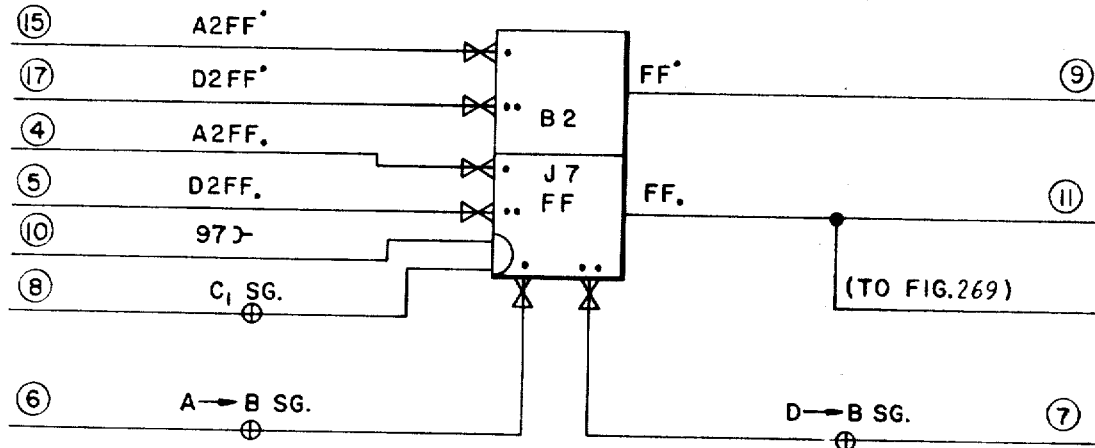 15 A2FF•
17 D2FF•
4 A2FF.
5 D2FF.
10 97
8 C₁ SG.
6 A → B SG.
B2
J7
FF
FF• 9
FF. 11
(TO FIG.269)
D → B SG. 7